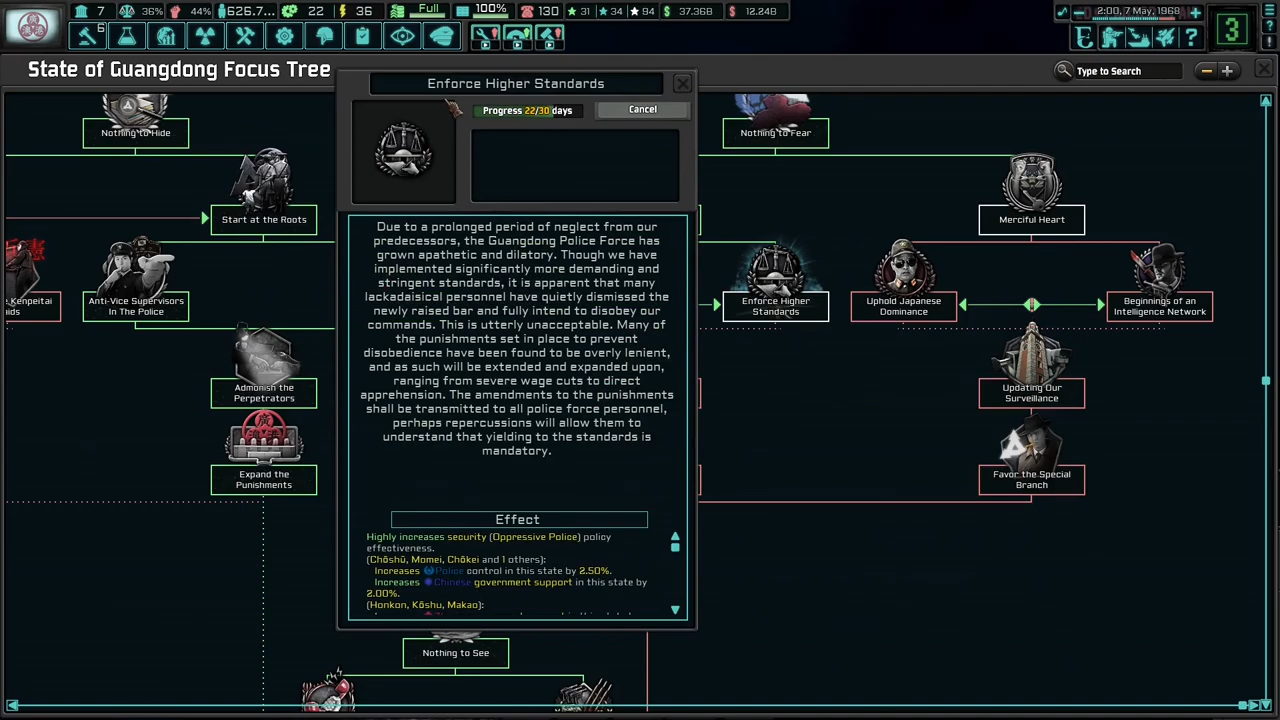 7 36% 44% 626.7... 22 36 Full 100% 130 31 34 94 $ 37.36B $ 12.24B 2:00, 7 May, 1968
6
3
State of Guangdong Focus Tree
Type to Search
Enforce Higher Standards
Progress 22/30 days
Cancel
Nothing to Hide
Nothing to Fear
Start at the Roots
Merciful Heart
Due to a prolonged period of neglect from our
predecessors, the Guangdong Police Force has
grown apathetic and dilatory. Though we have
implemented significantly more demanding and
stringent standards, it is apparent that many
lackadaisical personnel have quietly dismissed the
newly raised bar and fully intend to disobey our
commands. This is utterly unacceptable. Many of
the punishments set in place to prevent
disobedience have been found to be overly lenient,
and as such will be extended and expanded upon,
ranging from severe wage cuts to direct
apprehension. The amendments to the punishments
shall be transmitted to all police force personnel,
perhaps repercussions will allow them to
understand that yielding to the standards is
mandatory.
Kenpeitai
Anti-Vice Supervisors
In The Police
Enforce Higher
Standards
Uphold Japanese
Dominance
Beginnings of an
Intelligence Network
Admonish the
Perpetrators
Updating Our
Surveillance
Expand the
Punishments
Favor the Special
Branch
Effect
Highly increases security (Oppressive Police) policy
effectiveness.
(Chōshū, Momei, Chōkei and 1 others):
Increases Police control in this state by 2.50%.
Increases Chinese government support in this state by
2.00%.
(Honkon, Kōshu, Makao):
Nothing to See